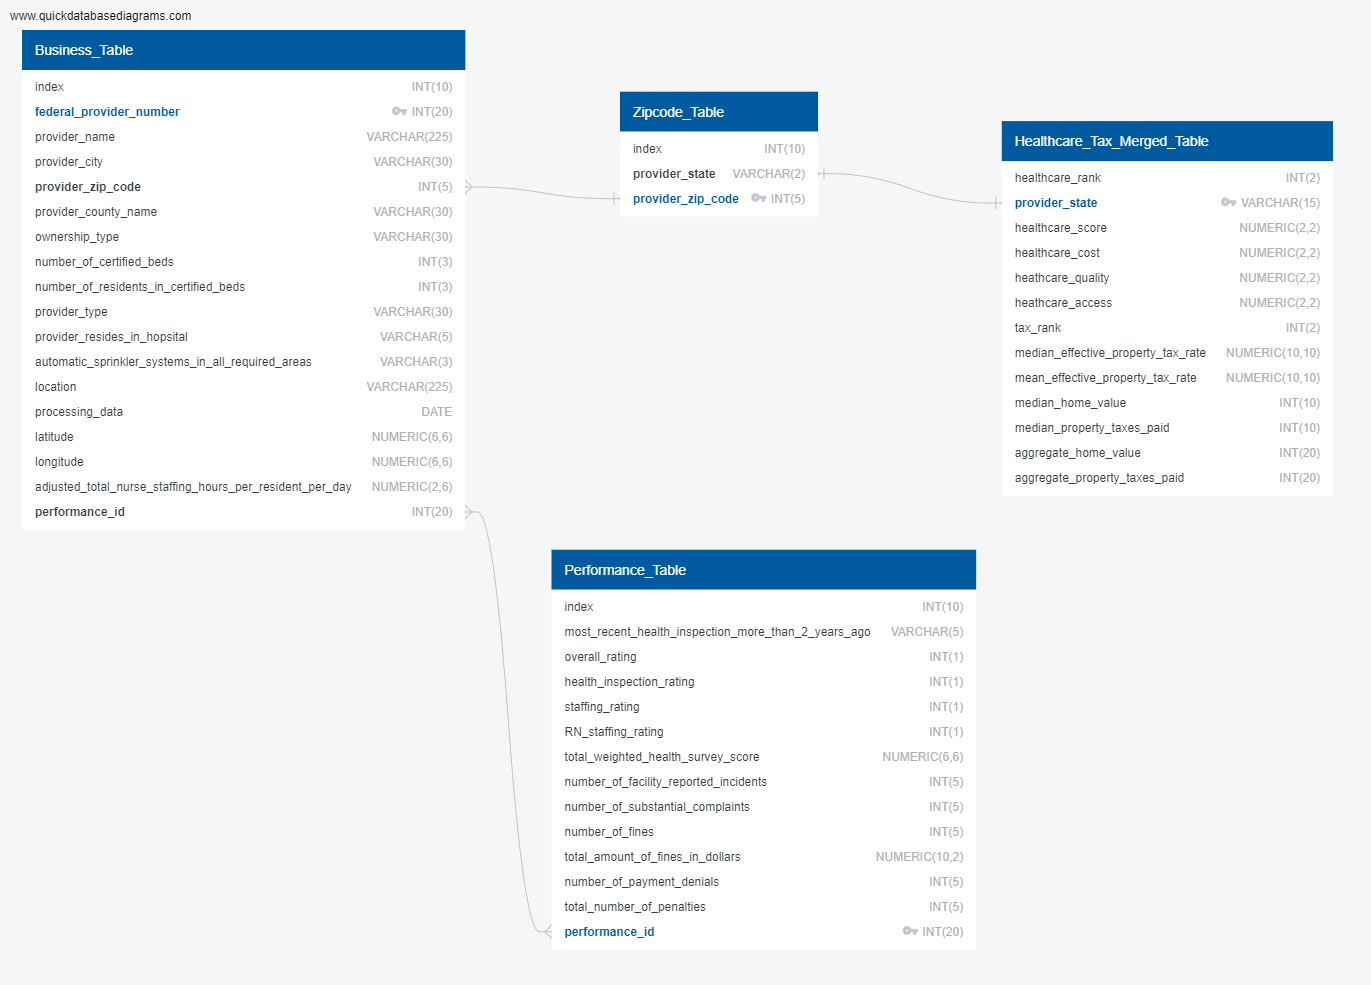 www.quickdatabasediagrams.com
Business_Table
index INT(10)
federal_provider_number INT(20)
provider_name VARCHAR(225)
provider_city VARCHAR(30)
provider_zip_code INT(5)
provider_county_name VARCHAR(30)
ownership_type VARCHAR(30)
number_of_certified_beds INT(3)
number_of_residents_in_certified_beds INT(3)
provider_type VARCHAR(30)
provider_resides_in_hopsital VARCHAR(5)
automatic_sprinkler_systems_in_all_required_areas VARCHAR(3)
location VARCHAR(225)
processing_data DATE
latitude NUMERIC(6,6)
longitude NUMERIC(6,6)
adjusted_total_nurse_staffing_hours_per_resident_per_day NUMERIC(2,6)
performance_id INT(20)
Zipcode_Table
index INT(10)
provider_state VARCHAR(2)
provider_zip_code INT(5)
Healthcare_Tax_Merged_Table
healthcare_rank INT(2)
provider_state VARCHAR(15)
healthcare_score NUMERIC(2,2)
healthcare_cost NUMERIC(2,2)
heathcare_quality NUMERIC(2,2)
heathcare_access NUMERIC(2,2)
tax_rank INT(2)
median_effective_property_tax_rate NUMERIC(10,10)
mean_effective_property_tax_rate NUMERIC(10,10)
median_home_value INT(10)
median_property_taxes_paid INT(10)
aggregate_home_value INT(20)
aggregate_property_taxes_paid INT(20)
Performance_Table
index INT(10)
most_recent_health_inspection_more_than_2_years_ago VARCHAR(5)
overall_rating INT(1)
health_inspection_rating INT(1)
staffing_rating INT(1)
RN_staffing_rating INT(1)
total_weighted_health_survey_score NUMERIC(6,6)
number_of_facility_reported_incidents INT(5)
number_of_substantial_complaints INT(5)
number_of_fines INT(5)
total_amount_of_fines_in_dollars NUMERIC(10,2)
number_of_payment_denials INT(5)
total_number_of_penalties INT(5)
performance_id INT(20)